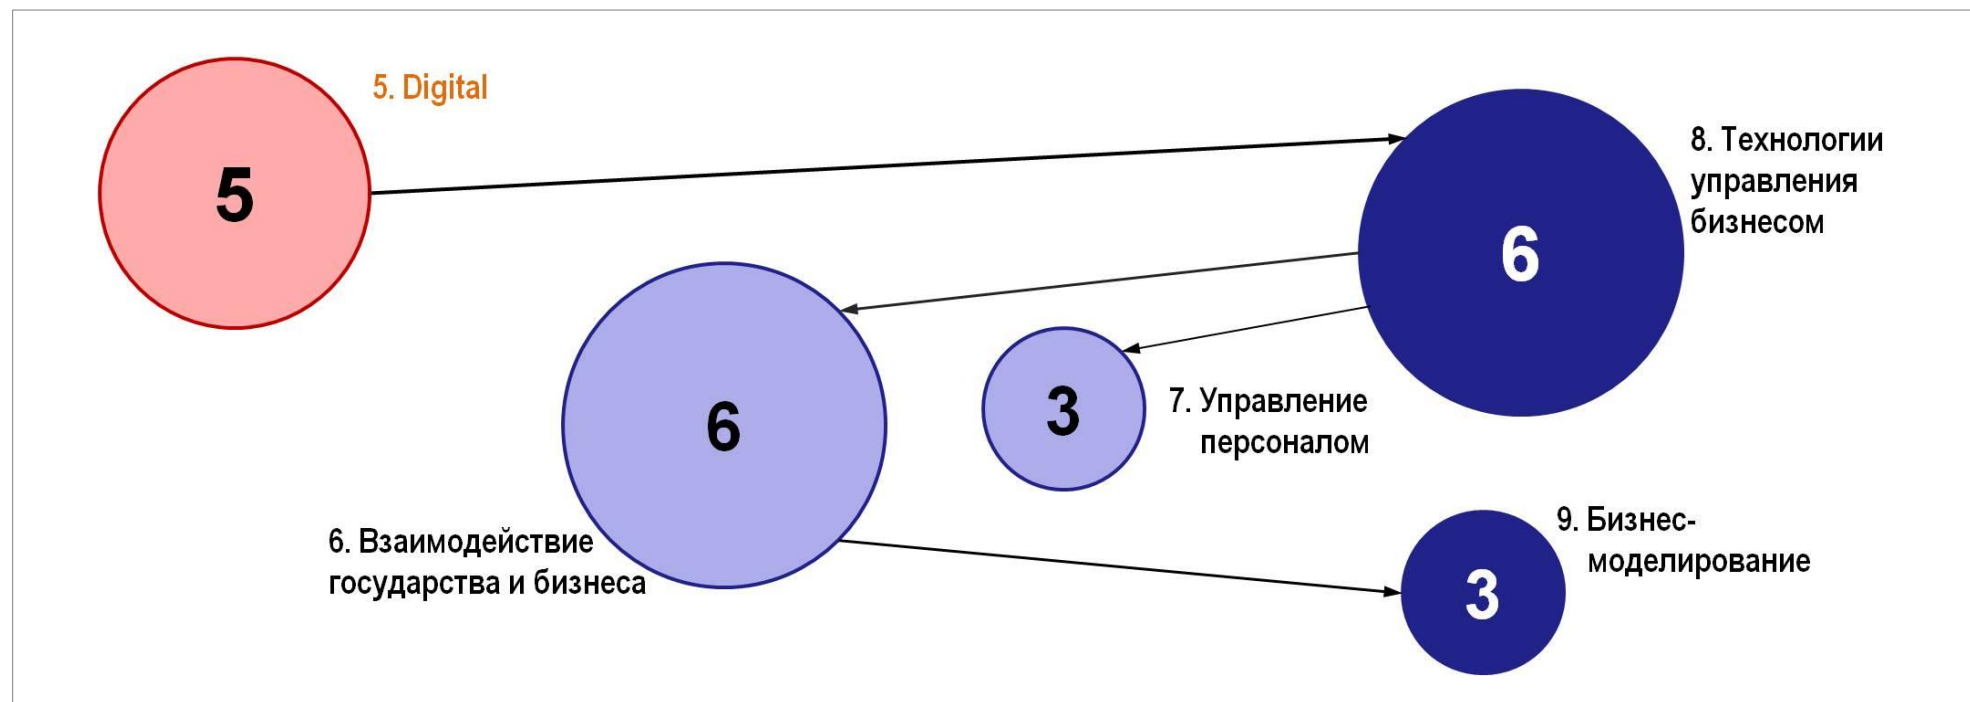 5. Digital
5
8. Технологии
управления
бизнесом
6
6
3
7. Управление
персоналом
6. Взаимодействие
государства и бизнеса
9. Бизнес-
моделирование
3